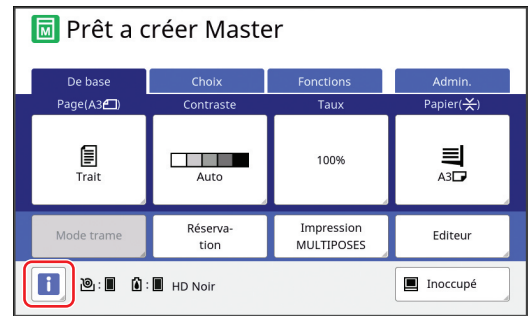 Prêt a créer Master
De base Choix Fonctions Admin.
Page(A3) Contraste Taux Papier( )
Trait Auto 100% A3
Mode trame Réserva-
tion Impression
MULTIPOSES Editeur
i : : HD Noir Inoccupé